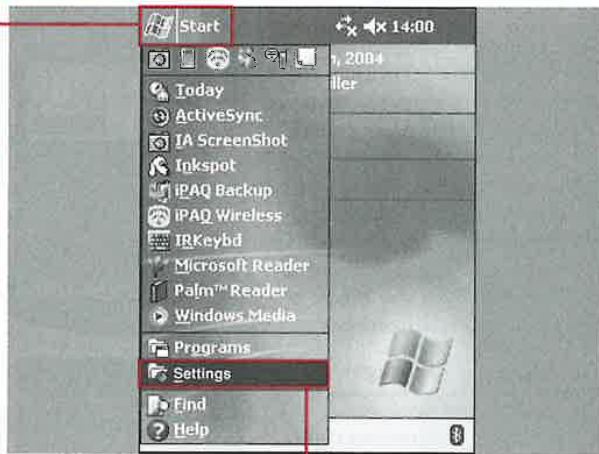 Start 14:00
, 2004
iller
Today
ActiveSync
IA ScreenShot
Inkspot
iPAQ Backup
iPAQ Wireless
IRKeybd
Microsoft Reader
Palm™ Reader
Windows Media
Programs
Settings
Find
Help